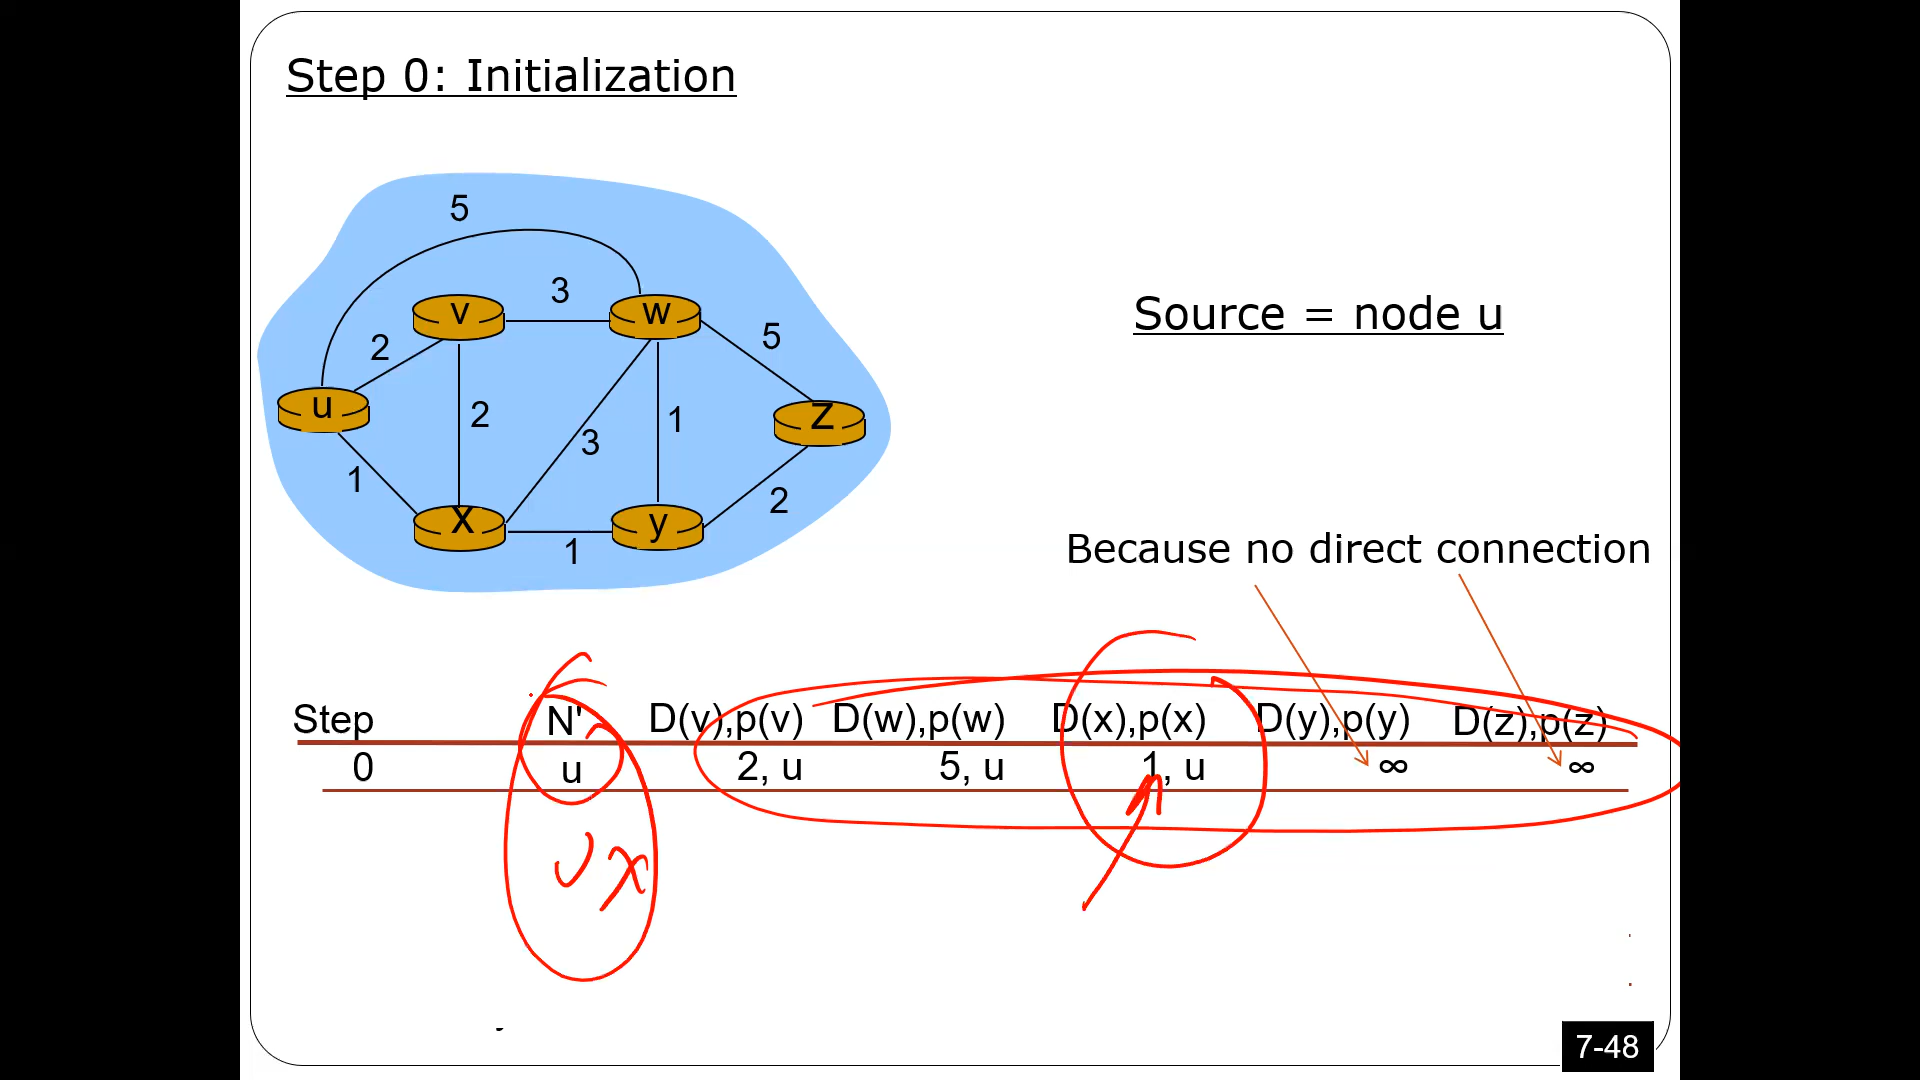 Step 0: Initialization
5
v
3
w
5
2
u
2
3
1
z
1
x
1
y
2
Source = node u
Because no direct connection
Step N' D(v),p(v) D(w),p(w) D(x),p(x) D(y),p(y) D(z),p(z)
0 u 2, u 5, u 1, u ∞ ∞
ux
7-48